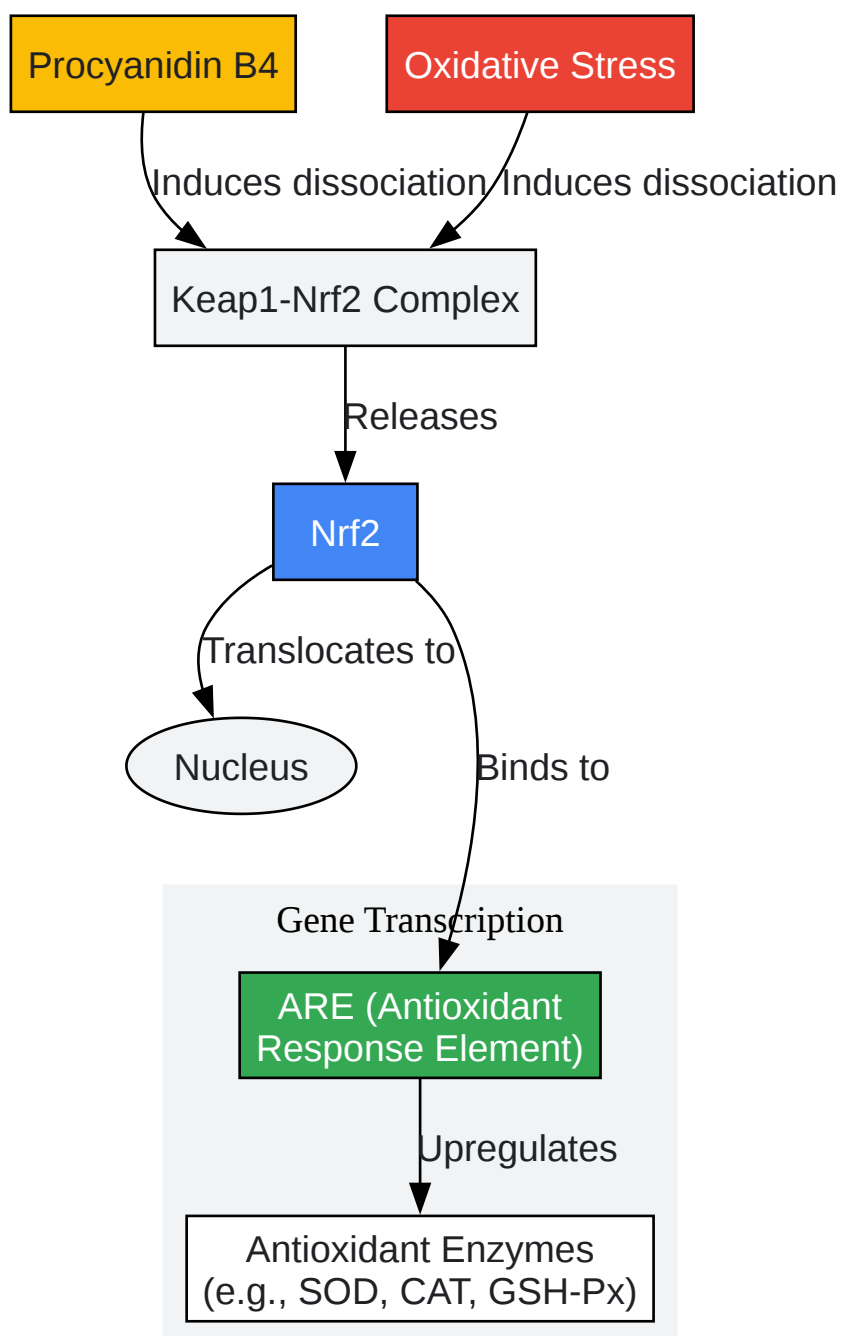 Procyanidin B4
Oxidative Stress
Induces dissociation
Induces dissociation
Keap1-Nrf2 Complex
Releases
Nrf2
Translocates to
Nucleus
Binds to
Gene Transcription
ARE (Antioxidant
Response Element)
Upregulates
Antioxidant Enzymes
(e.g., SOD, CAT, GSH-Px)